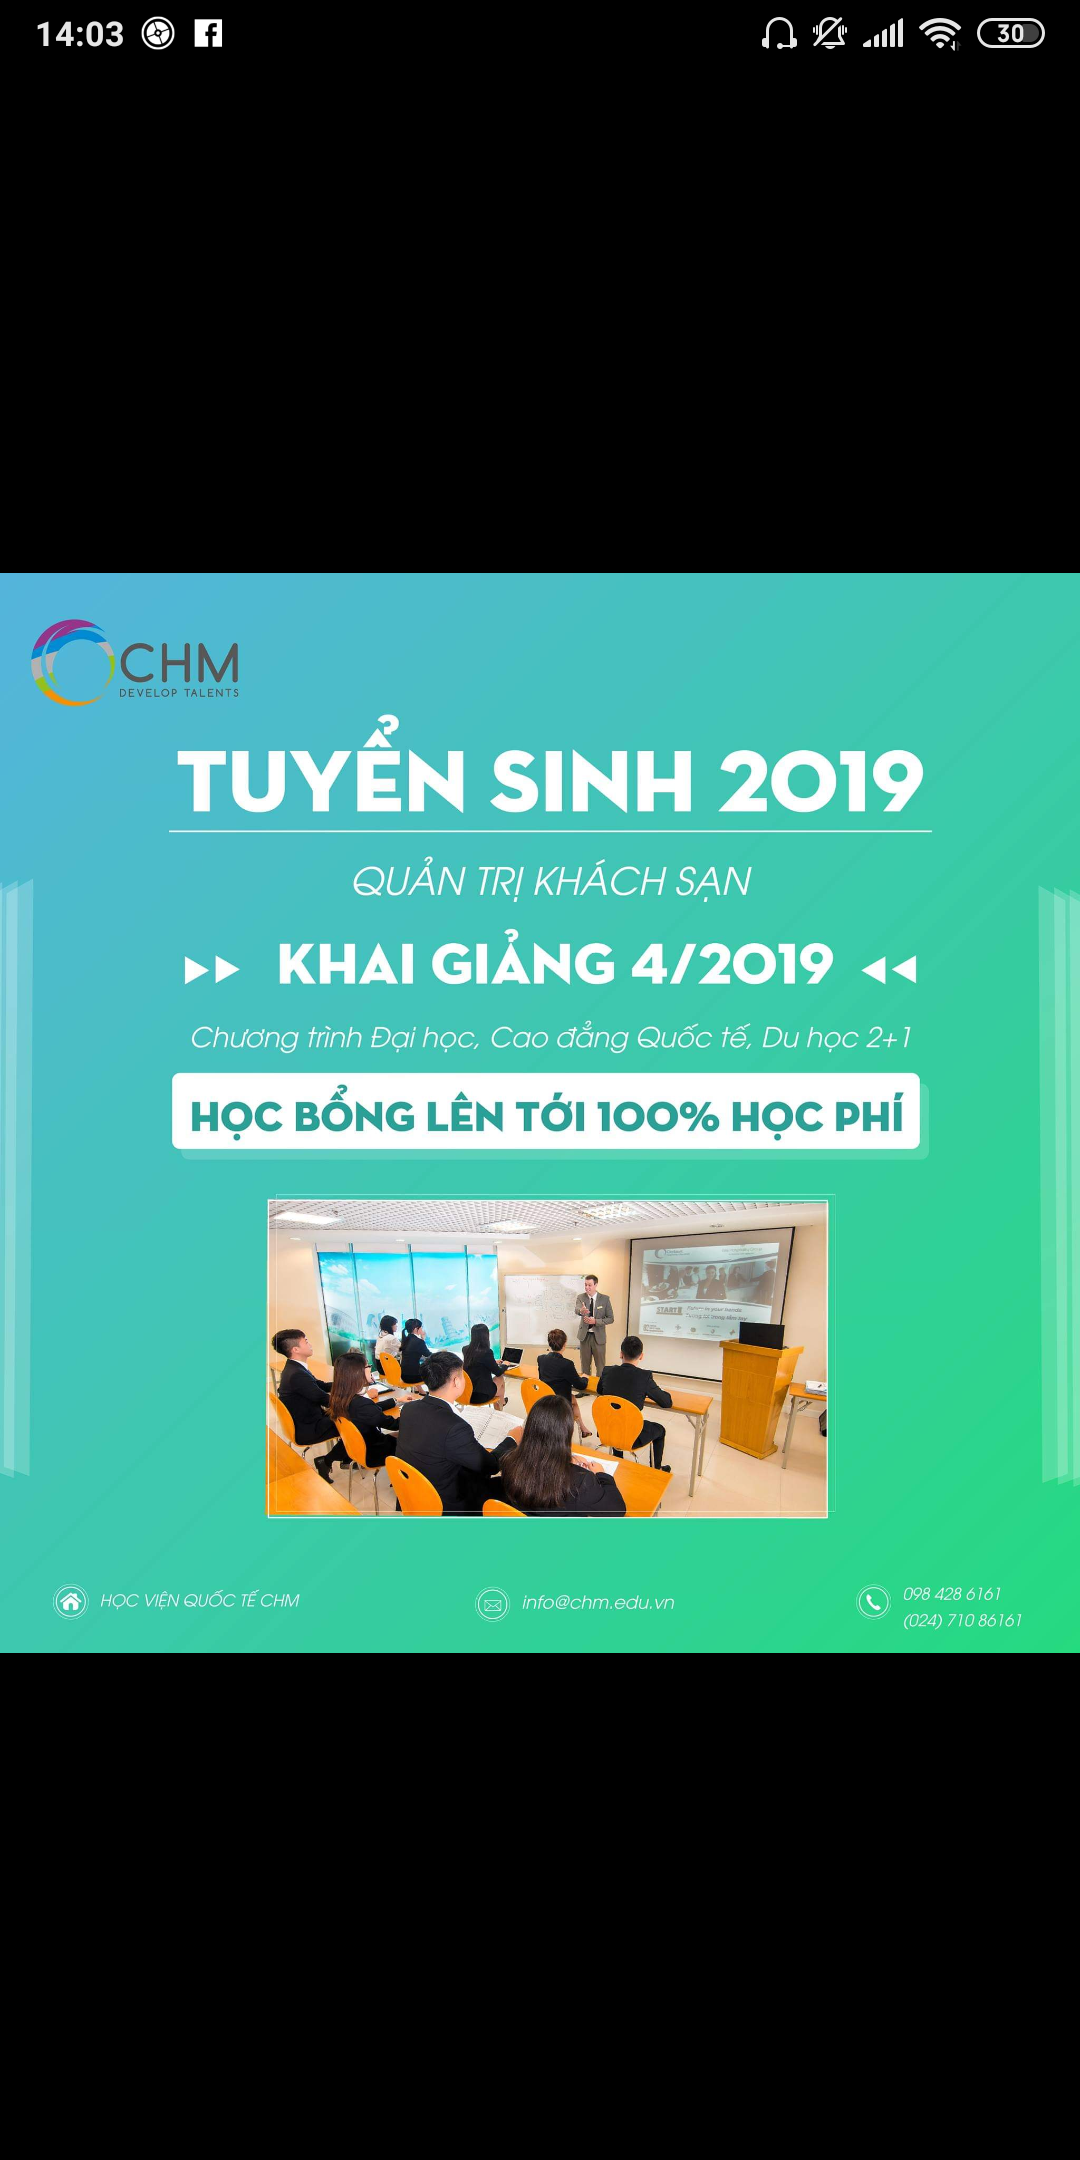 14:03
30
CHM
DEVELOP TALENTS
TUYỂN SINH 2019
QUẢN TRỊ KHÁCH SẠN
KHAI GIẢNG 4/2019
Chương trình Đại học, Cao đẳng Quốc tế, Du học 2+1
HỌC BỔNG LÊN TỚI 100% HỌC PHÍ
START
HỌC VIỆN QUỐC TẾ CHM
info@chm.edu.vn
098 428 6161
(024) 710 86161